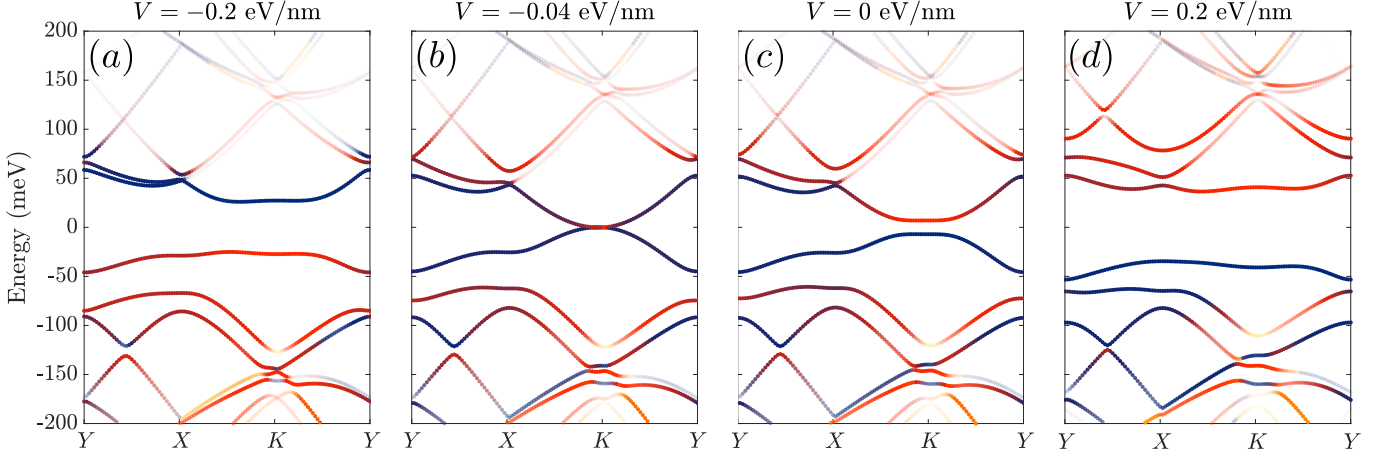 V = −0.2 eV/nm
V = −0.04 eV/nm
V = 0 eV/nm
V = 0.2 eV/nm
(a)
(b)
(c)
(d)
Energy (meV)
200
150
100
50
0
-50
-100
-150
-200
Y X K Y
Y X K Y
Y X K Y
Y X K Y